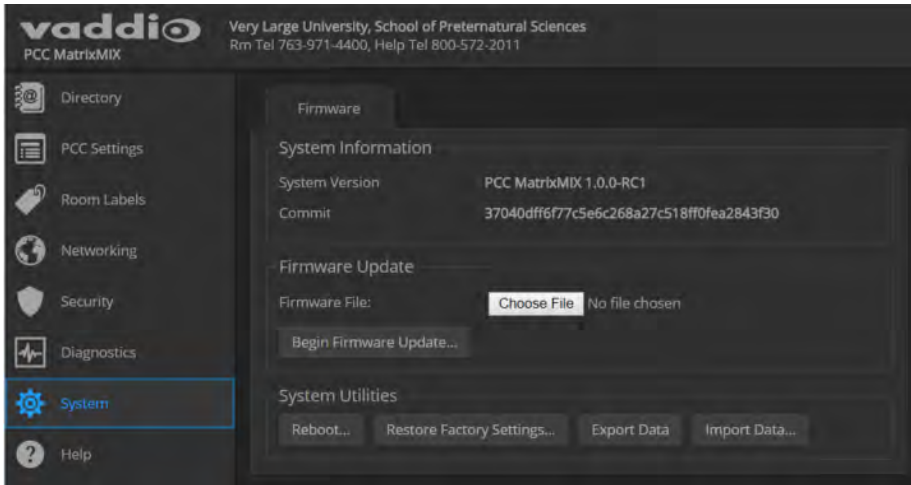 vaddio
PCC MatrixMIX
Very Large University, School of Preternatural Sciences
Rm Tel 763-971-4400, Help Tel 800-572-2011
Directory
PCC Settings
Room Labels
Networking
Security
Diagnostics
System
Help
Firmware
System Information
System Version PCC MatrixMIX 1.0.0-RC1
Commit 37040dff6f77c5e6c268a27c518ff0fea2843f30
Firmware Update
Firmware File: Choose File No file chosen
Begin Firmware Update...
System Utilities
Reboot... Restore Factory Settings... Export Data Import Data...